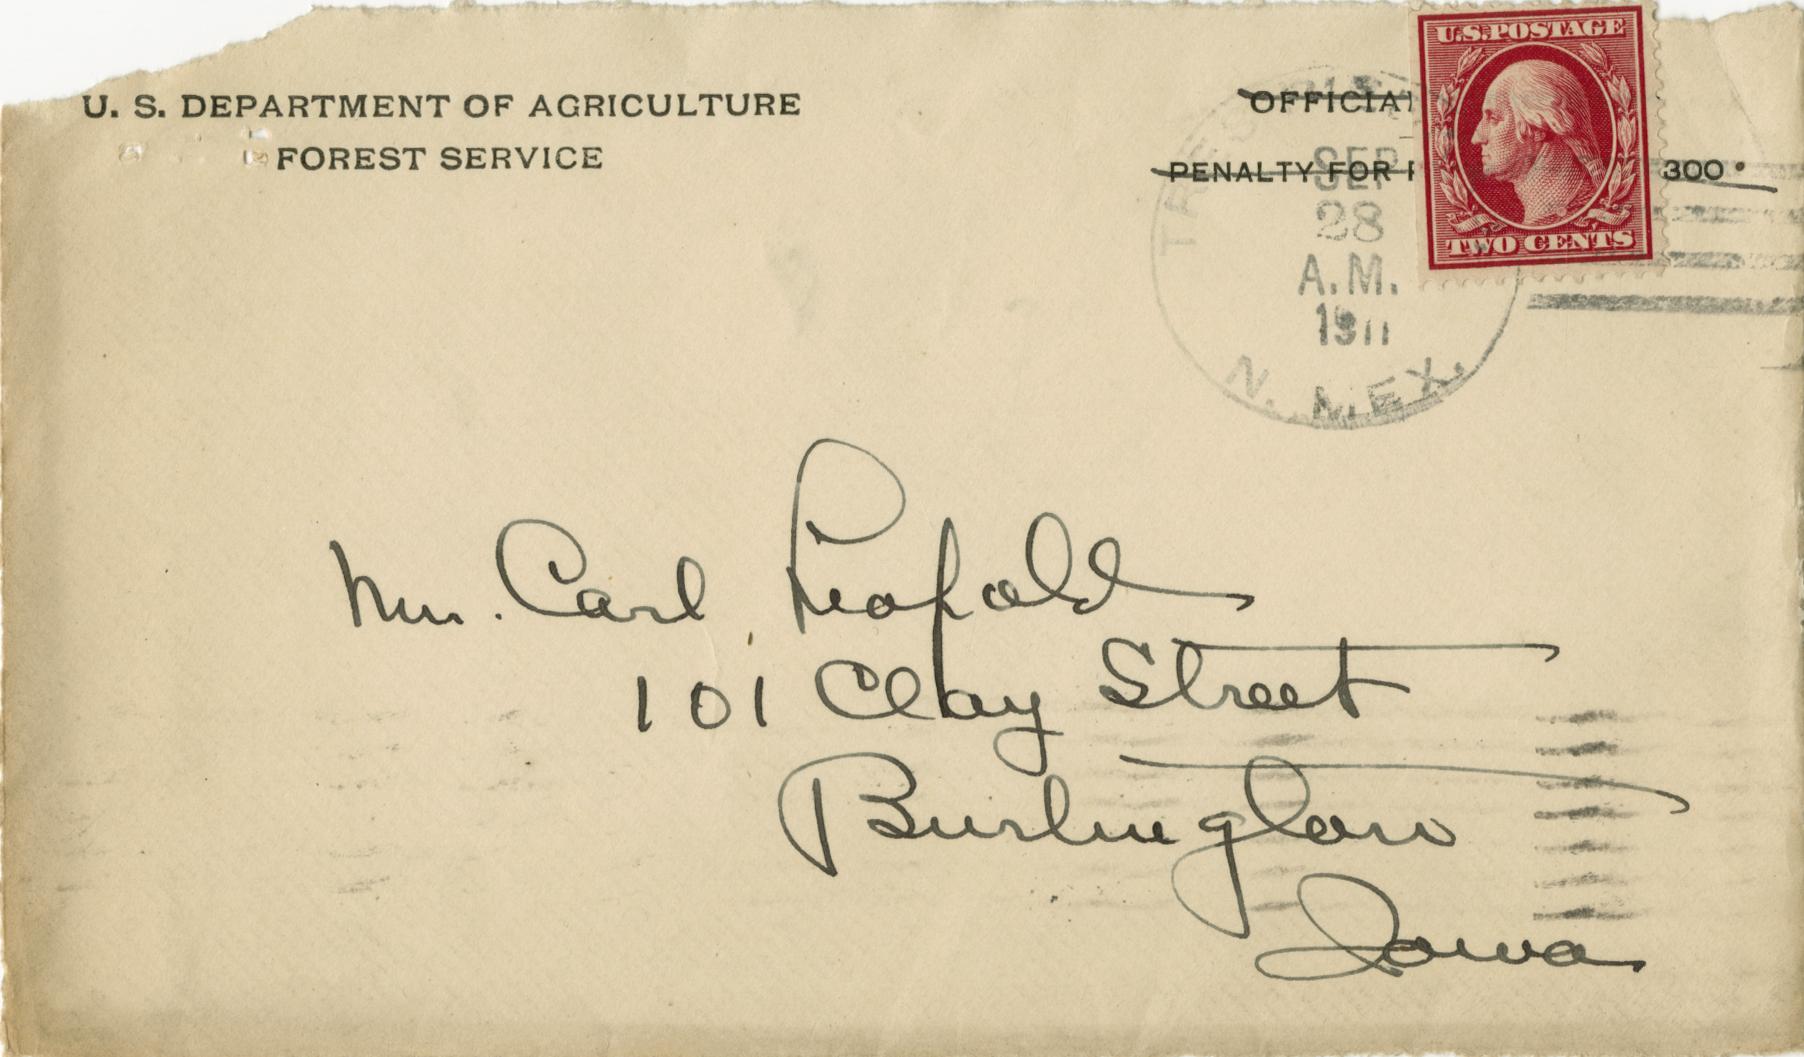 U. S. DEPARTMENT OF AGRICULTURE
FOREST SERVICE
OFFICIAL
PENALTY FOR 300
U.S. POSTAGE
TWO CENTS
TRES
SEP
28
A.M.
1911
N. MEX.
Mr. Carl Leopold
101 Clay Street
Burlington
Iowa